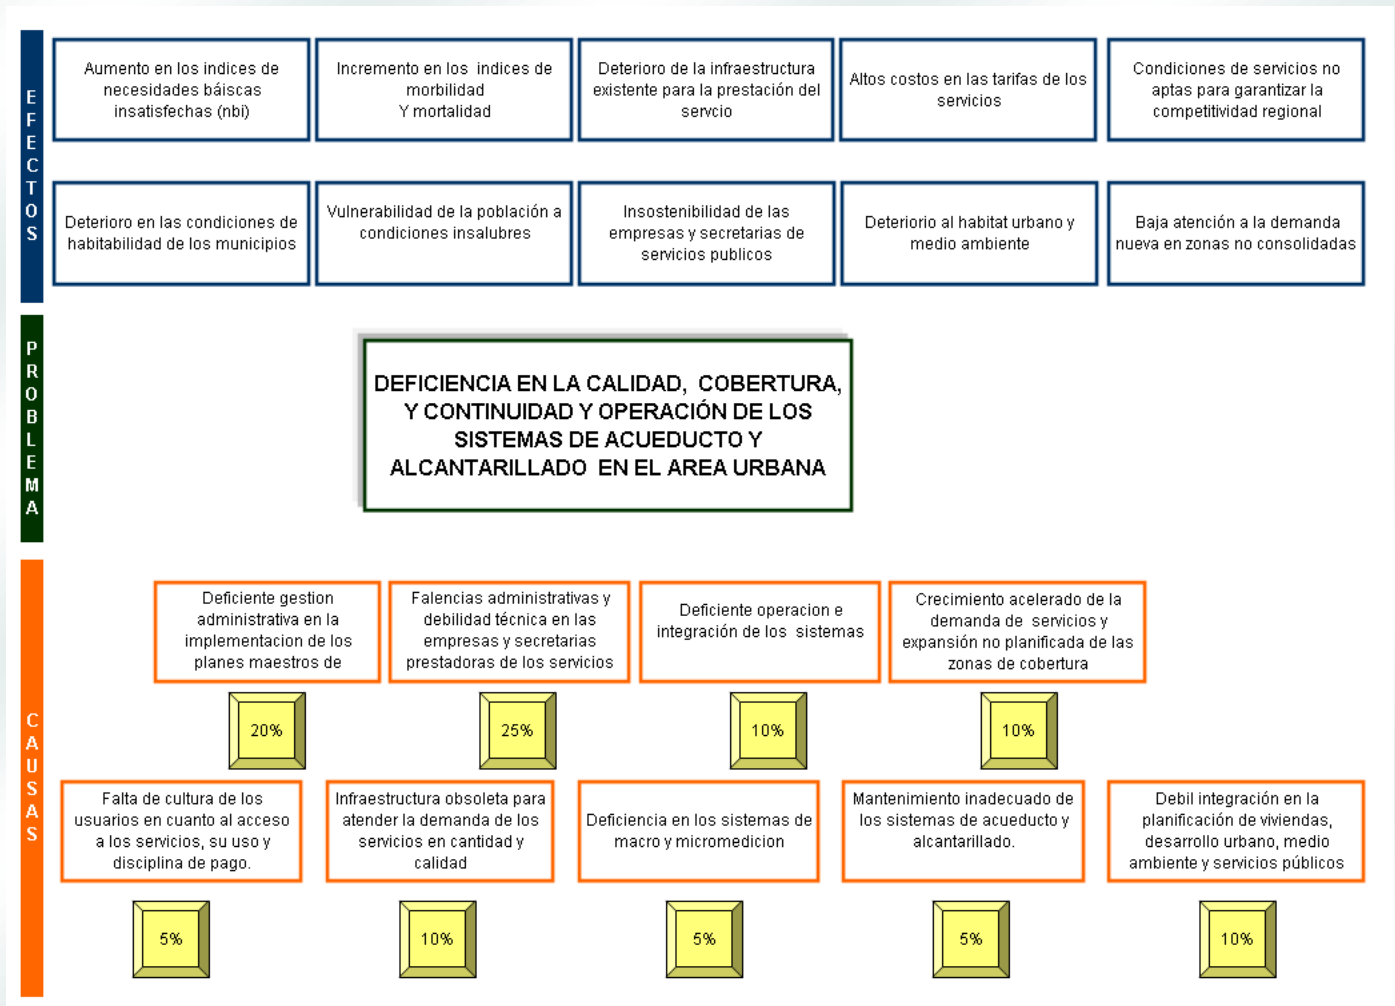 EFECTOS
Aumento en los indices de
necesidades báiscas
insatisfechas (nbi)
Incremento en los indices de
morbilidad
Y mortalidad
Deterioro de la infraestructura
existente para la prestación del
servcio
Altos costos en las tarifas de los
servicios
Condiciones de servicios no
aptas para garantizar la
competitividad regional
Deterioro en las condiciones de
habitabilidad de los municipios
Vulnerabilidad de la población a
condiciones insalubres
Insostenibilidad de las
empresas y secretarias de
servicios publicos
Deteriorio al habitat urbano y
medio ambiente
Baja atención a la demanda
nueva en zonas no consolidadas
PROBLEMA
DEFICIENCIA EN LA CALIDAD, COBERTURA,
Y CONTINUIDAD Y OPERACIÓN DE LOS
SISTEMAS DE ACUEDUCTO Y
ALCANTARILLADO EN EL AREA URBANA
CAUSAS
Deficiente gestion
administrativa en la
implementacion de los
planes maestros de
Falencias administrativas y
debilidad técnica en las
empresas y secretarias
prestadoras de los servicios
Deficiente operacion e
integración de los sistemas
Crecimiento acelerado de la
demanda de servicios y
expansión no planificada de las
zonas de cobertura
20%
25%
10%
10%
Falta de cultura de los
usuarios en cuanto al acceso
a los servicios, su uso y
disciplina de pago.
Infraestructura obsoleta para
atender la demanda de los
servicios en cantidad y
calidad
Deficiencia en los sistemas de
macro y micromedicion
Mantenimiento inadecuado de
los sistemas de acueducto y
alcantarillado.
Debil integración en la
planificación de viviendas,
desarrollo urbano, medio
ambiente y servicios públicos
5%
10%
5%
5%
10%